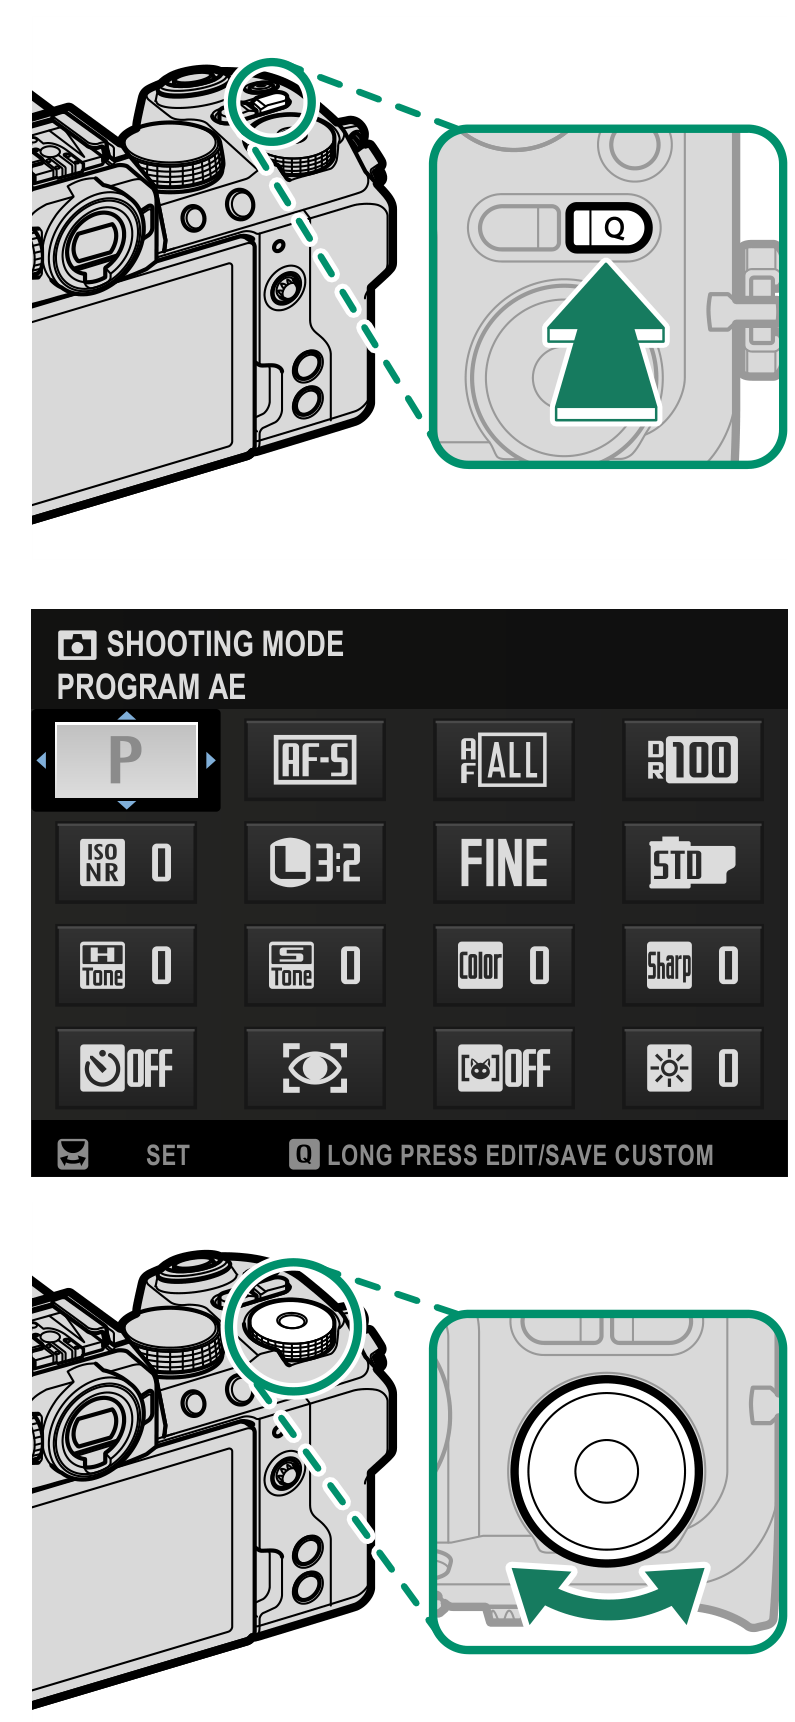 Q
SHOOTING MODE
PROGRAM AE
P AF-S AF ALL DR 100
ISO NR 0 L 3:2 FINE STD
H Tone 0 S Tone 0 Color 0 Sharp 0
OFF OFF 0
SET Q LONG PRESS EDIT/SAVE CUSTOM